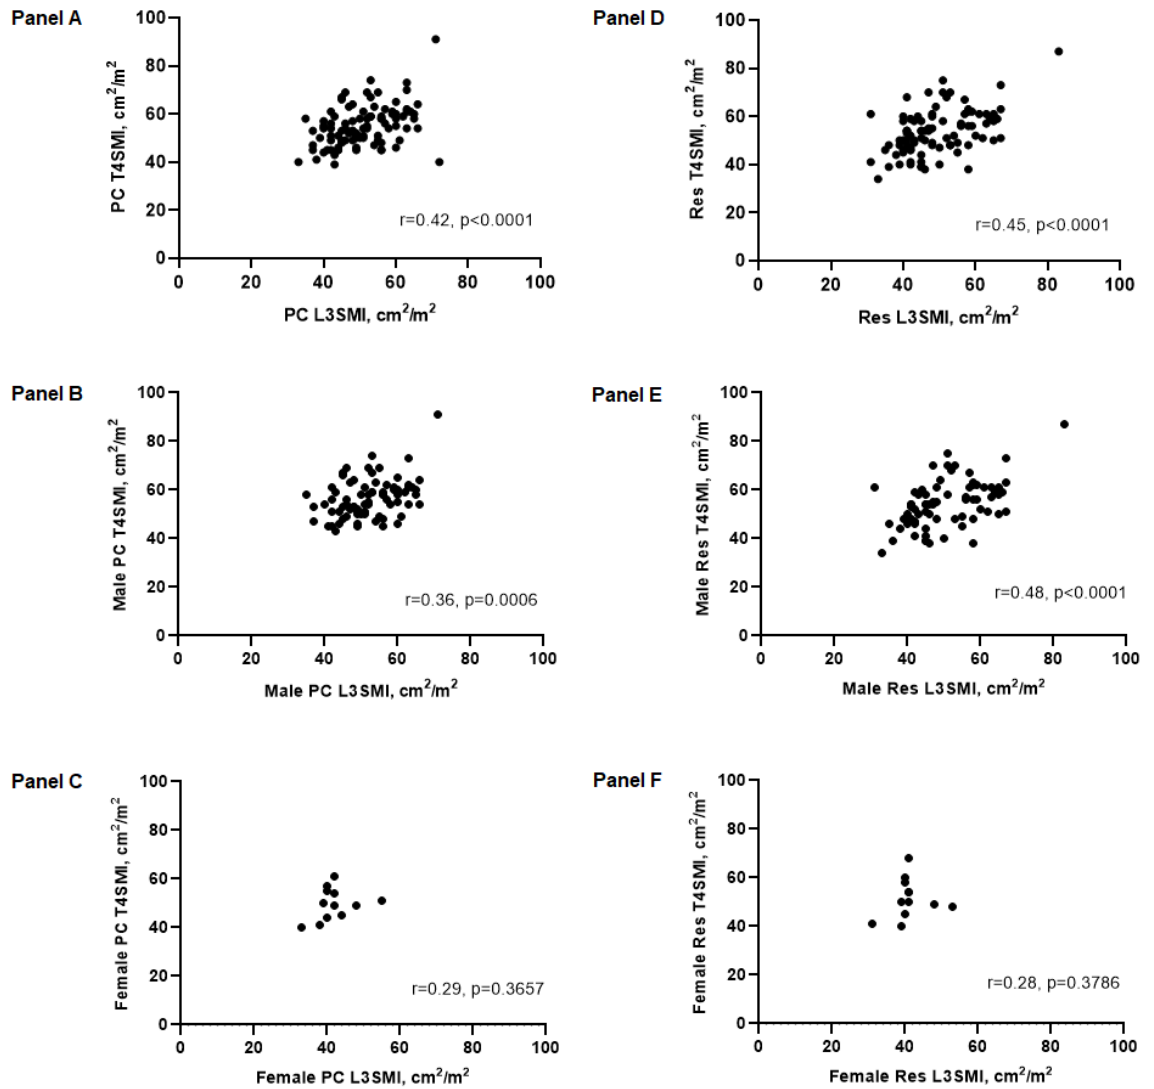 Panel A
PC T4SMI, cm²/m²
100
80
60
40
20
0
0 20 40 60 80 100
PC L3SMI, cm²/m²
r=0.42, p<0.0001
Panel D
Res T4SMI, cm²/m²
100
80
60
40
20
0
0 20 40 60 80 100
Res L3SMI, cm²/m²
r=0.45, p<0.0001
Panel B
Male PC T4SMI, cm²/m²
100
80
60
40
20
0
0 20 40 60 80 100
Male PC L3SMI, cm²/m²
r=0.36, p=0.0006
Panel E
Male Res T4SMI, cm²/m²
100
80
60
40
20
0
0 20 40 60 80 100
Male Res L3SMI, cm²/m²
r=0.48, p<0.0001
Panel C
Female PC T4SMI, cm²/m²
100
80
60
40
20
0
0 20 40 60 80 100
Female PC L3SMI, cm²/m²
r=0.29, p=0.3657
Panel F
Female Res T4SMI, cm²/m²
100
80
60
40
20
0
0 20 40 60 80 100
Female Res L3SMI, cm²/m²
r=0.28, p=0.3786